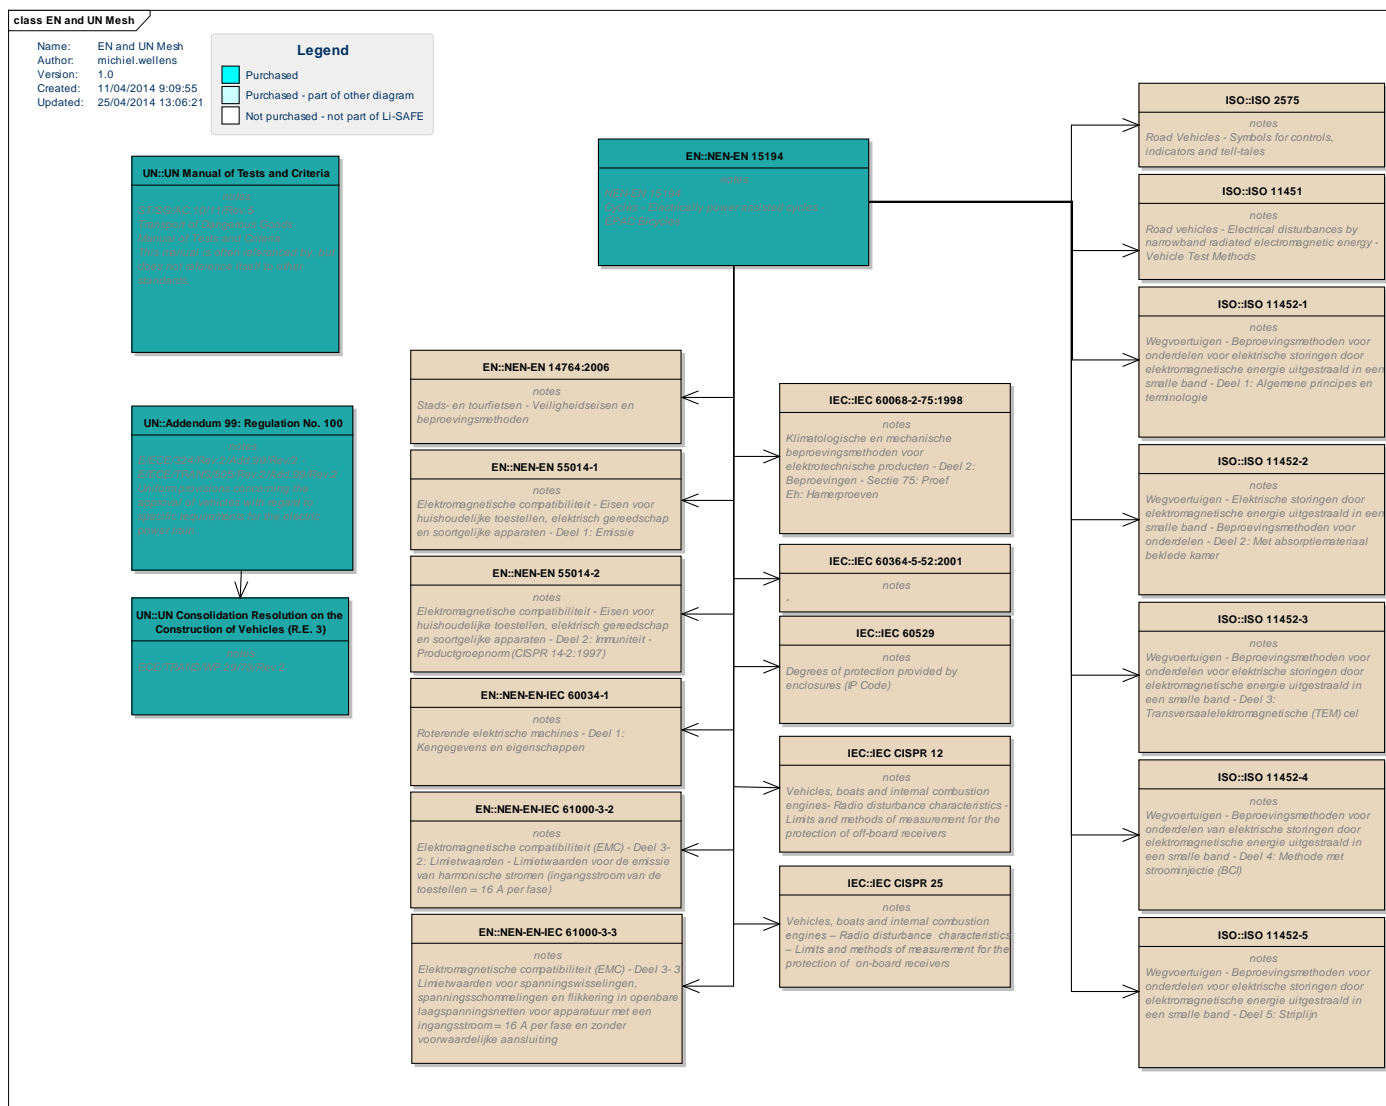 class EN and UN Mesh
Name: EN and UN Mesh
Author: michiel.wellens
Version: 1.0
Created: 11/04/2014 9:09:55
Updated: 25/04/2014 13:06:21
Legend
Purchased
Purchased - part of other diagram
Not purchased - not part of Li-SAFE
UN::UN Manual of Tests and Criteria
notes
UN::Addendum 99: Regulation No. 100
notes
UN::UN Consolidation Resolution on the
Construction of Vehicles (R.E. 3)
notes
EN::NEN-EN 15194
notes
EN::NEN-EN 14764:2006
notes
Stads- en tourfietsen - Veiligheidseisen en
beproevingsmethoden
EN::NEN-EN 55014-1
notes
Elektromagnetische compatibiliteit - Eisen voor
huishoudelijke toestellen, elektrisch gereedschap
en soortgelijke apparaten - Deel 1: Emissie
EN::NEN-EN 55014-2
notes
Elektromagnetische compatibiliteit - Eisen voor
huishoudelijke toestellen, elektrisch gereedschap
en soortgelijke apparaten - Deel 2: Immuniteit -
Productgroepnorm (CISPR 14-2:1997)
EN::NEN-EN-IEC 60034-1
notes
Roterende elektrische machines - Deel 1:
Kengegevens en eigenschappen
EN::NEN-EN-IEC 61000-3-2
notes
Elektromagnetische compatibiliteit (EMC) - Deel 3-
2: Limietwaarden - Limietwaarden voor de emissie
van harmonische stromen (ingangsstroom van de
toestellen = 16 A per fase)
EN::NEN-EN-IEC 61000-3-3
notes
Elektromagnetische compatibiliteit (EMC) - Deel 3- 3
Limietwaarden voor spanningswisselingen,
spanningsschommelingen en flikkering in openbare
laagspanningsnetten voor apparatuur met een
ingangsstroom = 16 A per fase en zonder
voorwaardelijke aansluiting
IEC::IEC 60068-2-75:1998
notes
Klimatologische en mechanische
beproevingsmethoden voor
elektrotechnische producten - Deel 2:
Beproevingen - Sectie 75: Proef
Eh: Hamerproeven
IEC::IEC 60364-5-52:2001
notes
-
IEC::IEC 60529
notes
Degrees of protection provided by
enclosures (IP Code)
IEC::IEC CISPR 12
notes
Vehicles, boats and internal combustion
engines- Radio disturbance characteristics -
Limits and methods of measurement for the
protection of off-board receivers
IEC::IEC CISPR 25
notes
Vehicles, boats and internal combustion
engines – Radio disturbance characteristics
– Limits and methods of measurement for the
protection of on-board receivers
ISO::ISO 2575
notes
Road Vehicles - Symbols for controls,
indicators and tell-tales
ISO::ISO 11451
notes
Road vehicles - Electrical disturbances by
narrowband radiated electromagnetic energy -
Vehicle Test Methods
ISO::ISO 11452-1
notes
Wegvoertuigen - Beproevingsmethoden voor
onderdelen voor elektrische storingen door
elektromagnetische energie uitgestraald in een
smalle band - Deel 1: Algemene principes en
terminologie
ISO::ISO 11452-2
notes
Wegvoertuigen - Elektrische storingen door
elektromagnetische energie uitgestraald in een
smalle band - Beproevingsmethoden voor
onderdelen - Deel 2: Met absorptiemateriaal
beklede kamer
ISO::ISO 11452-3
notes
Wegvoertuigen - Beproevingsmethoden voor
onderdelen voor elektrische storingen door
elektromagnetische energie uitgestraald in
een smalle band - Deel 3:
Transversaalelektromagnetische (TEM) cel
ISO::ISO 11452-4
notes
Wegvoertuigen - Beproevingsmethoden voor
onderdelen van elektrische storingen door
elektromagnetische energie uitgestraald in
een smalle band - Deel 4: Methode met
stroominjectie (BCI)
ISO::ISO 11452-5
notes
Wegvoertuigen - Beproevingsmethoden voor
onderdelen voor elektrische storingen door
elektromagnetische energie uitgestraald in
een smalle band - Deel 5: Striplijn